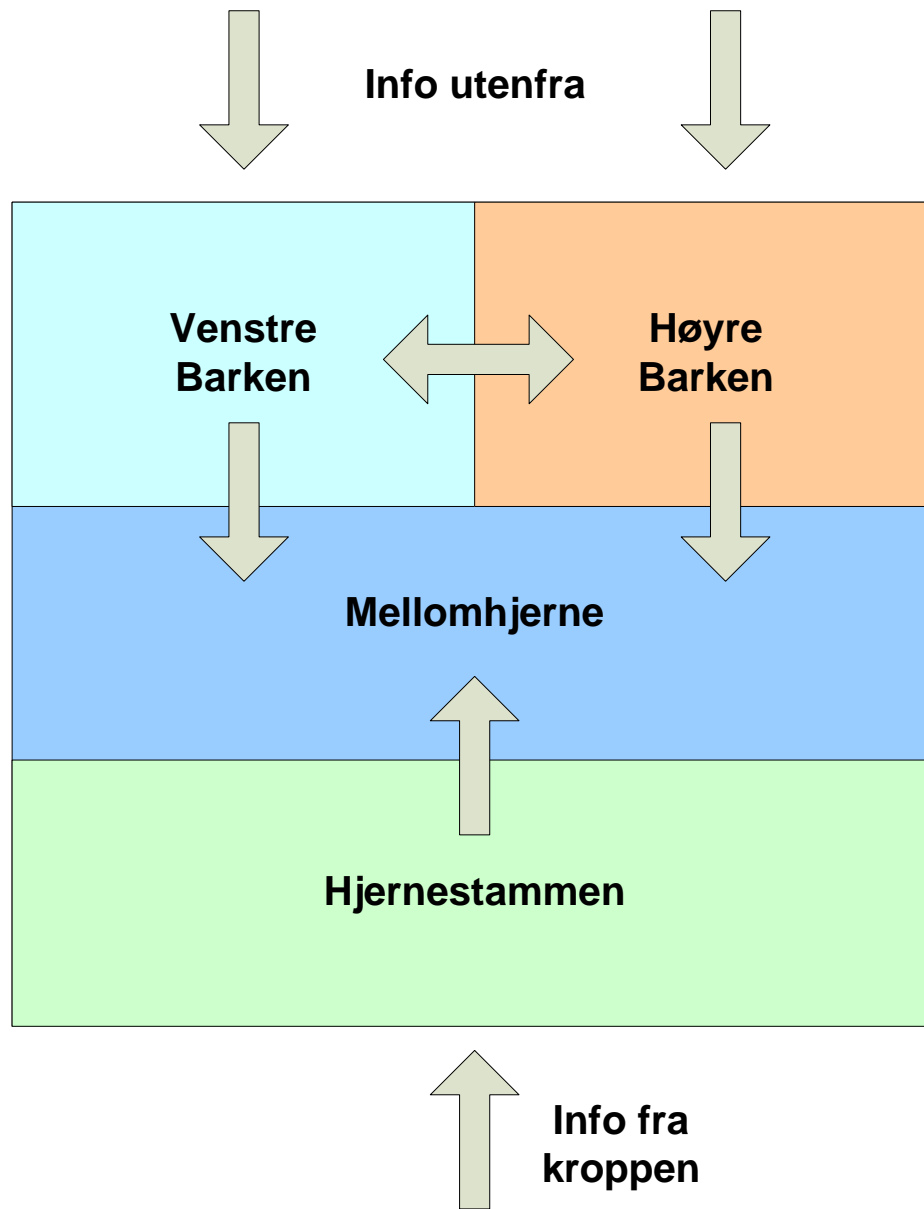 Info utenfra
Venstre
Barken
Høyre
Barken
Mellomhjerne
Hjernestammen
Info fra
kroppen